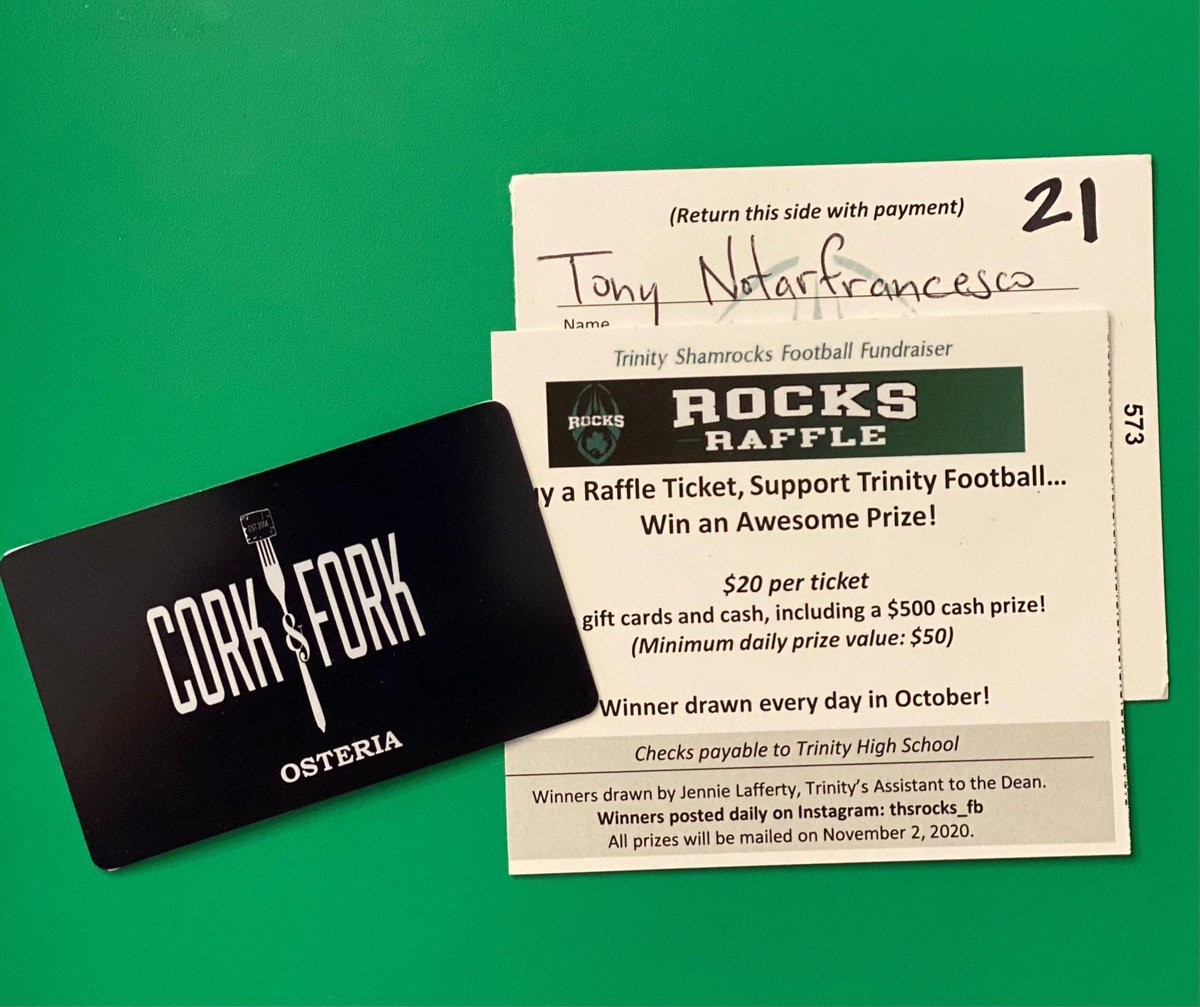 (Return this side with payment)
21
Tony Notarfrancesco
Name
573
Trinity Shamrocks Football Fundraiser
ROCKS
ROCKS
RAFFLE
a Raffle Ticket, Support Trinity Football...
Win an Awesome Prize!
$20 per ticket
gift cards and cash, including a $500 cash prize!
(Minimum daily prize value: $50)
Winner drawn every day in October!
Checks payable to Trinity High School
Winners drawn by Jennie Lafferty, Trinity's Assistant to the Dean.
Winners posted daily on Instagram: thsrocks_fb
All prizes will be mailed on November 2, 2020.
EST 2014
CORK & FORK
OSTERIA